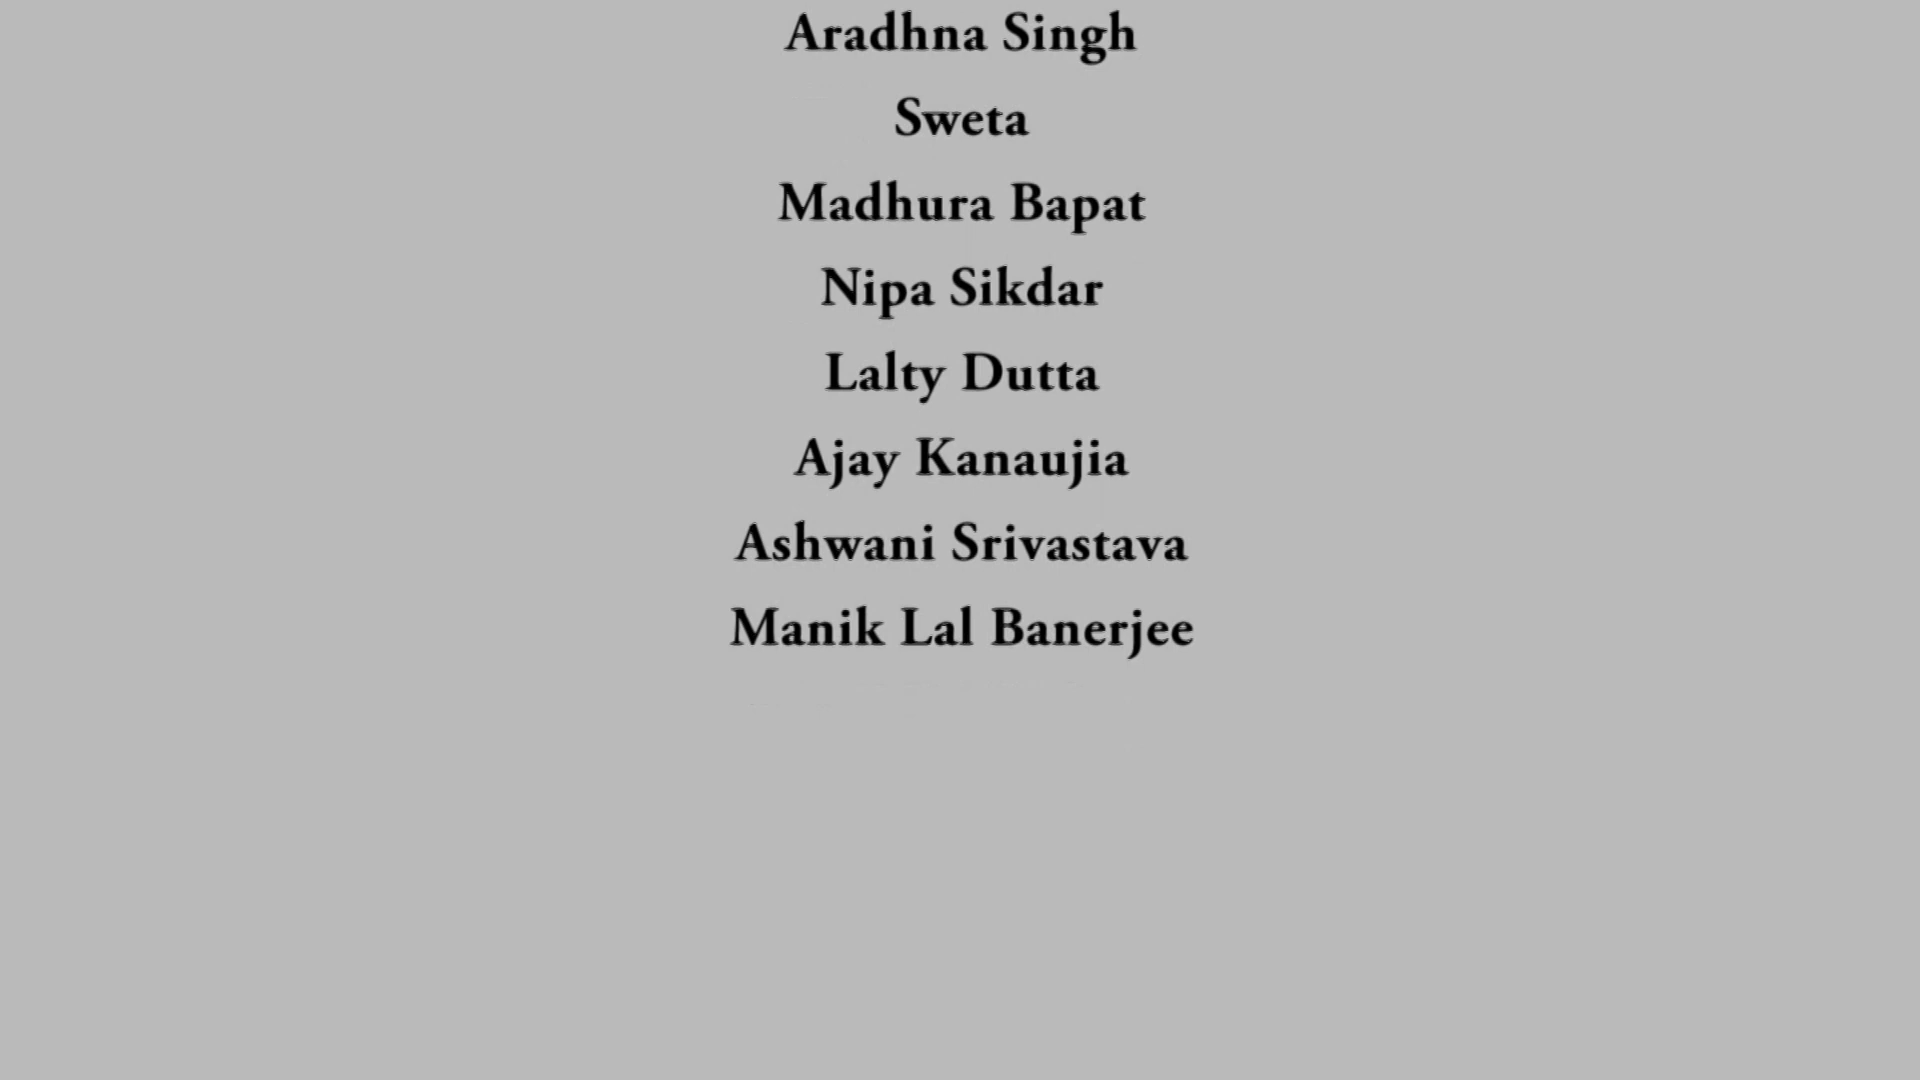 Aradhna Singh
Sweta
Madhura Bapat
Nipa Sikdar
Lalty Dutta
Ajay Kanaujia
Ashwani Srivastava
Manik Lal Banerjee